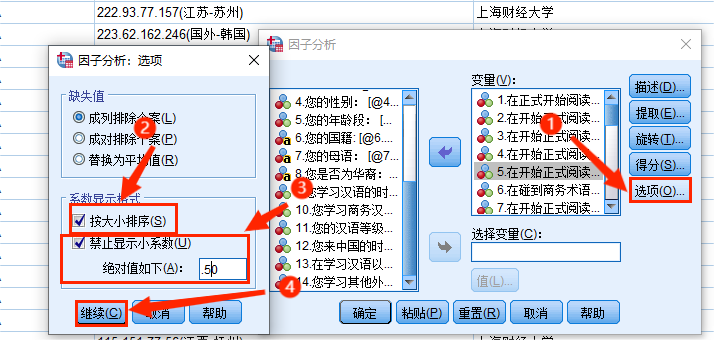 222.93.77.157(江苏-苏州)
上海财经大学
223.62.162.246(国外-韩国)
上海财经大学
因子分析
因子分析：选项
缺失值
成列排除个案(L)
成对排除个案(P)
替换为平均值(R)
系数显示格式
按大小排序(S)
禁止显示小系数(U)
绝对值如下(A):
.50
继续(C)
取消
帮助
4.您的性别： [@4...
5.您的年龄段： [...
6.您的国籍: [@6....
7.您的母语： [@7...
8.您是否为华裔：...
您学习汉语的时...
10.您学习商务汉...
11.您的汉语等级...
12.您来中国的时...
13.在学习汉语以...
14.您学习其他外...
变量(V):
1.在正式开始阅读...
2.在开始正式阅读...
3.在开始正式阅读...
4.在开始正式阅读...
5.在开始正式阅读...
6.在碰到商务术语...
7.在开始正式阅读...
选择变量(C):
值(L)...
描述(D)...
提取(E)...
旋转(T)...
得分(S)...
选项(O)...
确定
粘贴(P)
重置(R)
取消
帮助
1
2
3
4